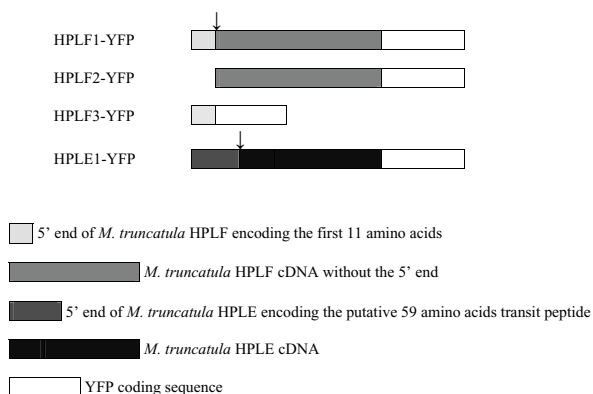 HPLF1-YFP
HPLF2-YFP
HPLF3-YFP
HPLE1-YFP
5' end of M. truncatula HPLF encoding the first 11 amino acids
M. truncatula HPLF cDNA without the 5' end
5' end of M. truncatula HPLE encoding the putative 59 amino acids transit peptide
M. truncatula HPLE cDNA
YFP coding sequence